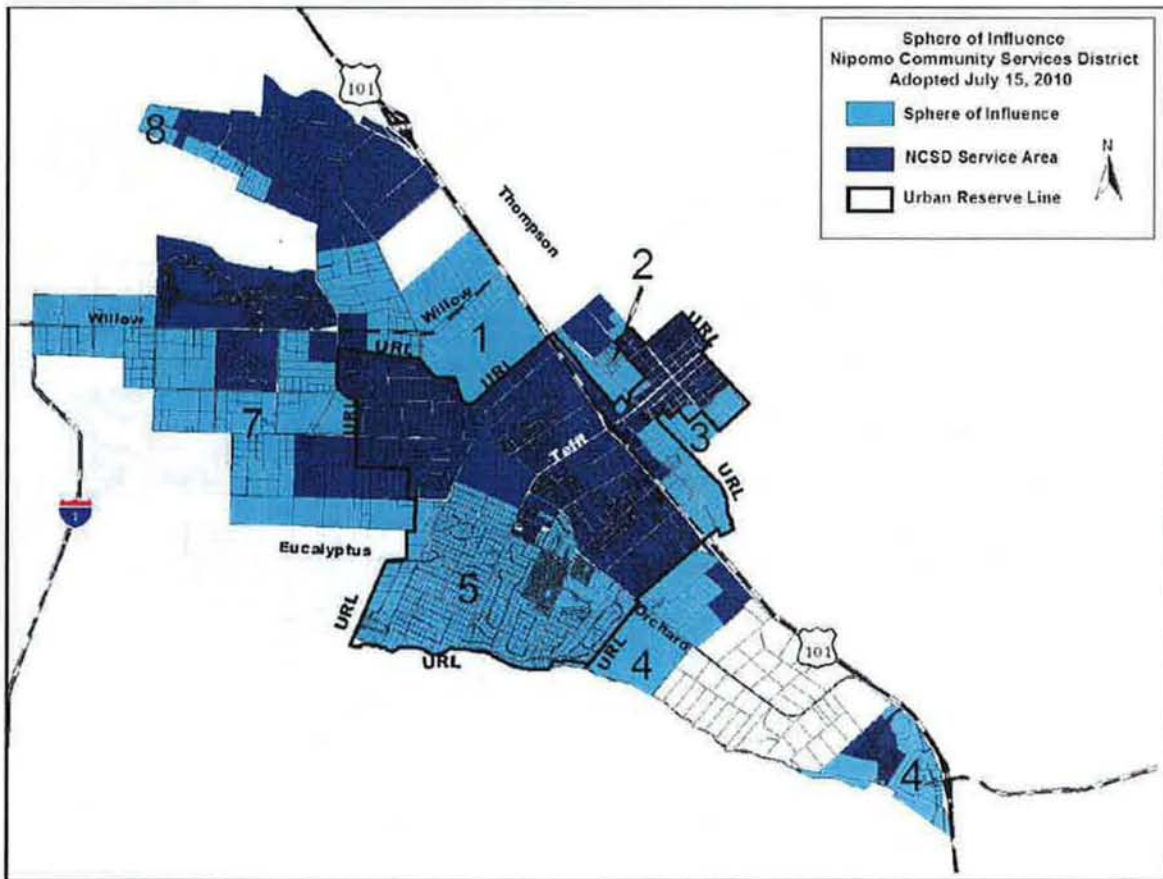 Sphere of Influence
Nipomo Community Services District
Adopted July 15, 2010
Sphere of Influence
NCSD Service Area
Urban Reserve Line
N
101
8
Thompson
2
Willow
Willow
1
URL
URL
URL
URL
7
3
Tefft
URL
1
Eucalyptus
5
URL
Orchard
URL
4
URL
101
4